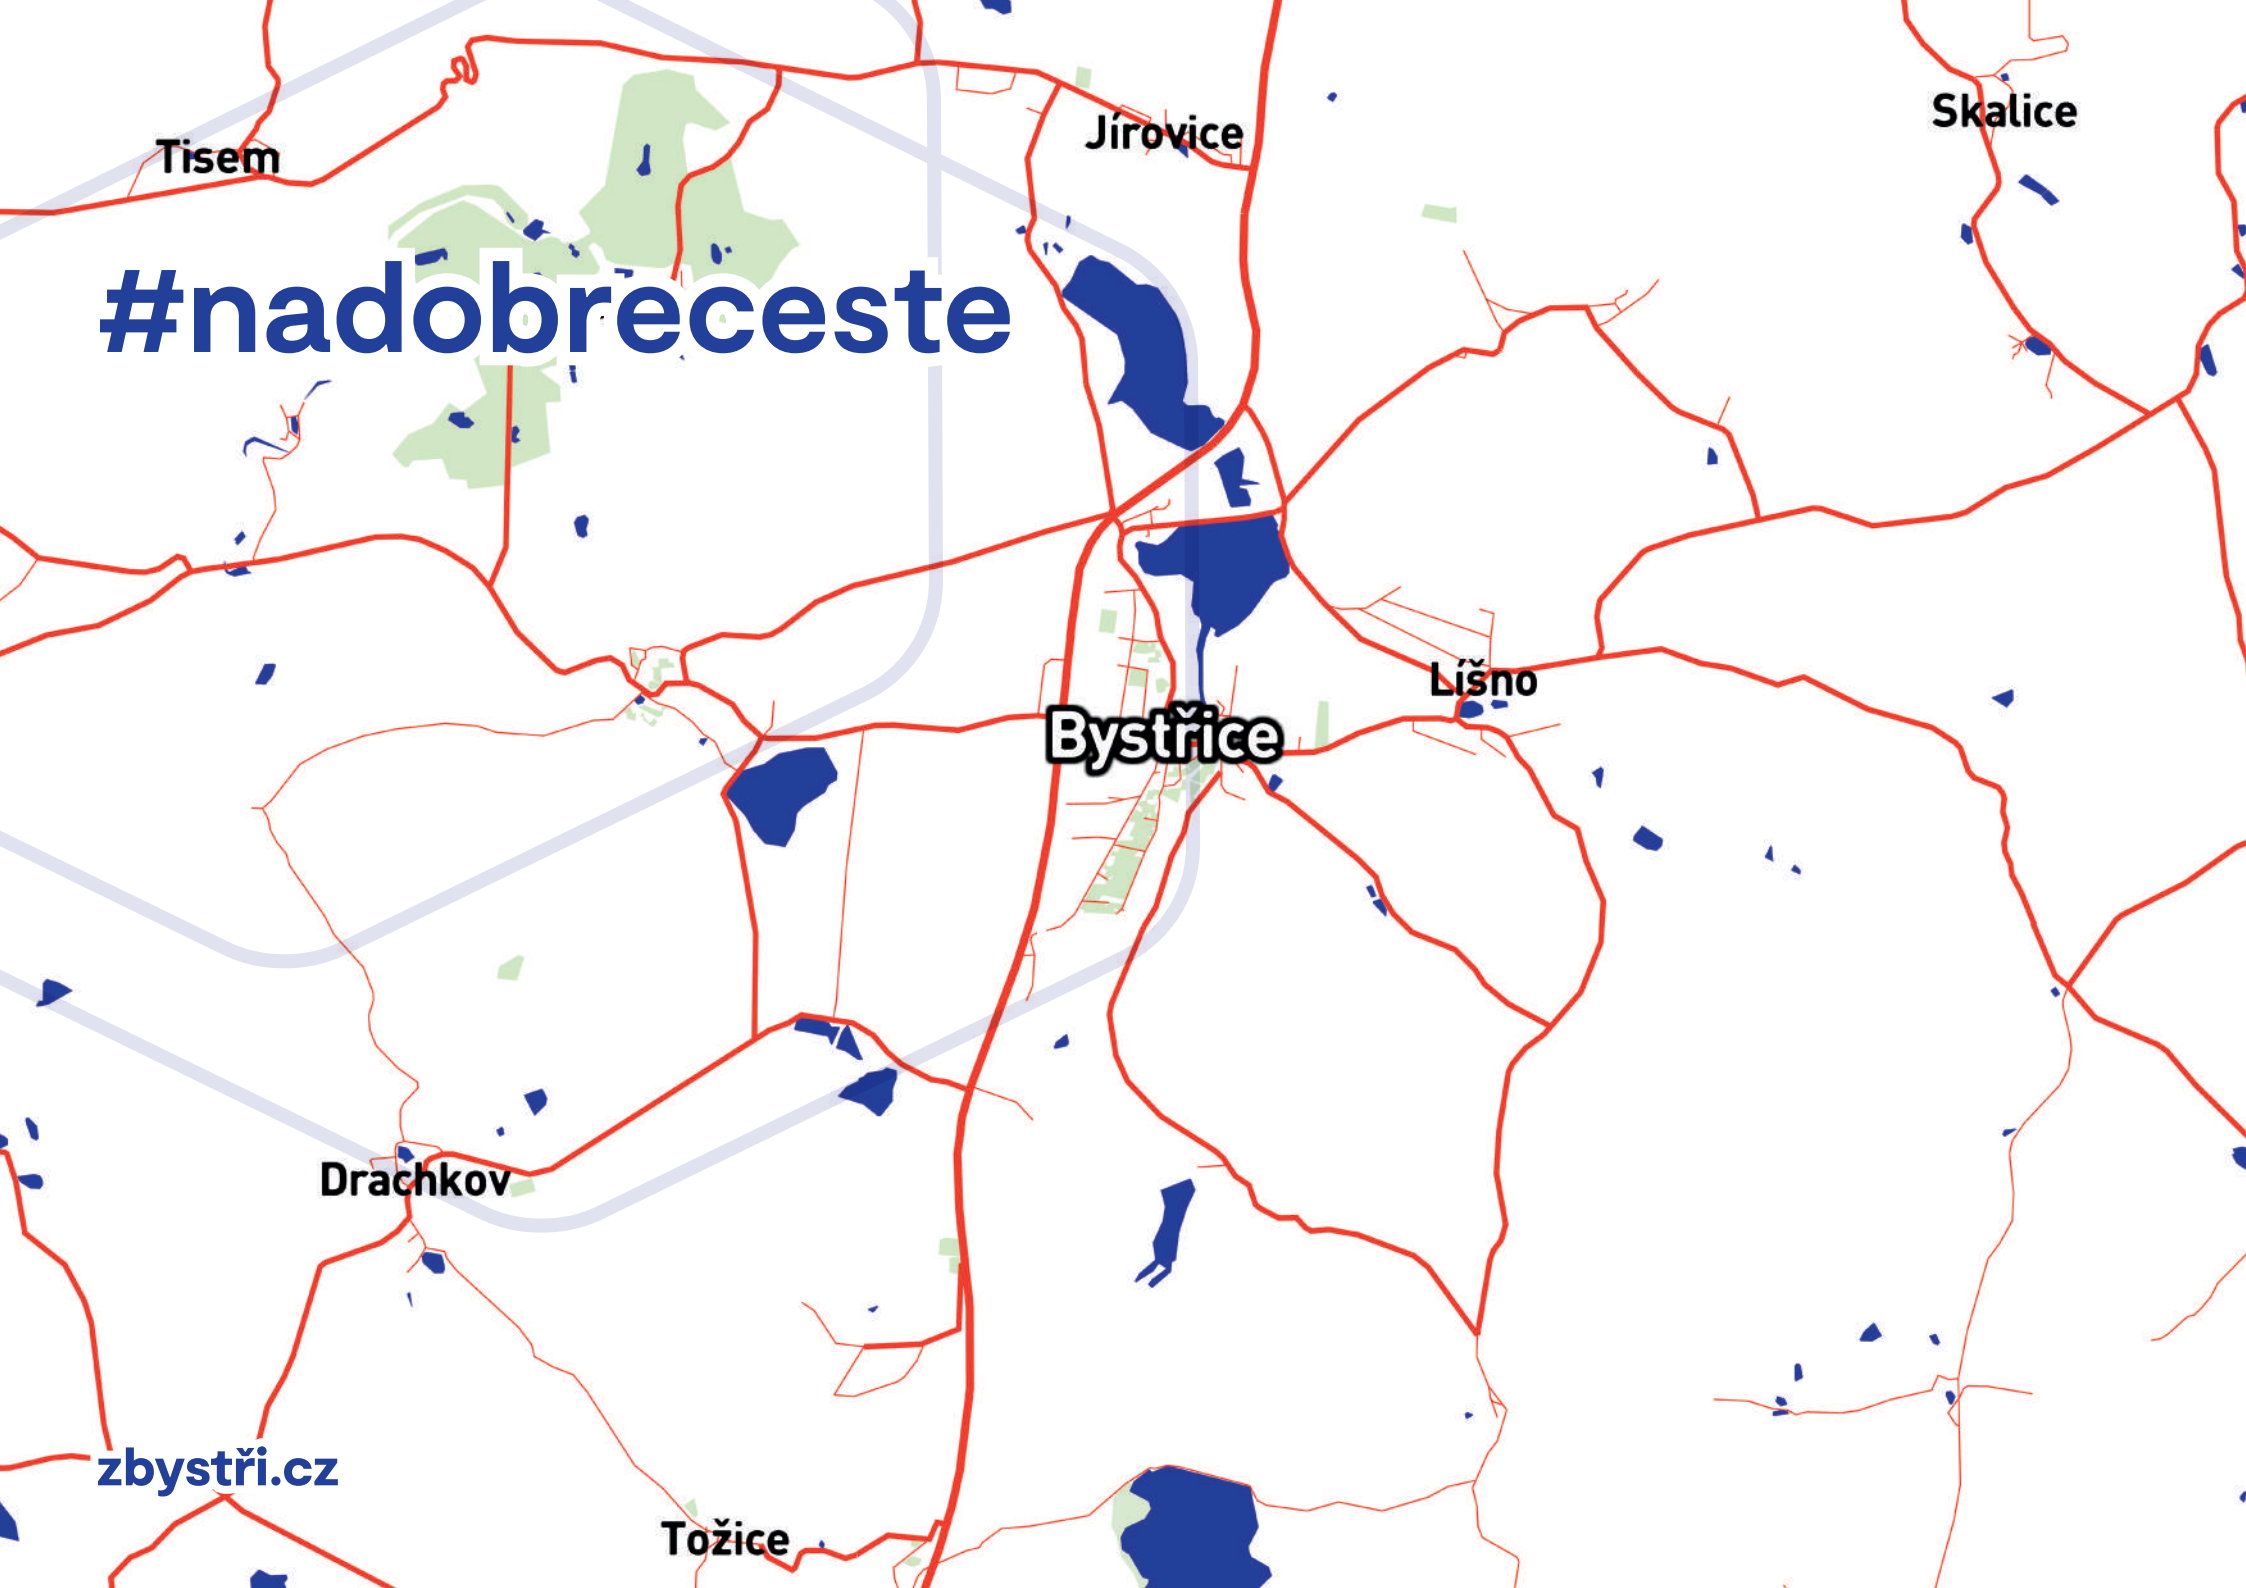 Skalice
Jírovice
Tisem
#nadobreceste
Líšno
Bystřice
Drachkov
zbystři.cz
Tožice